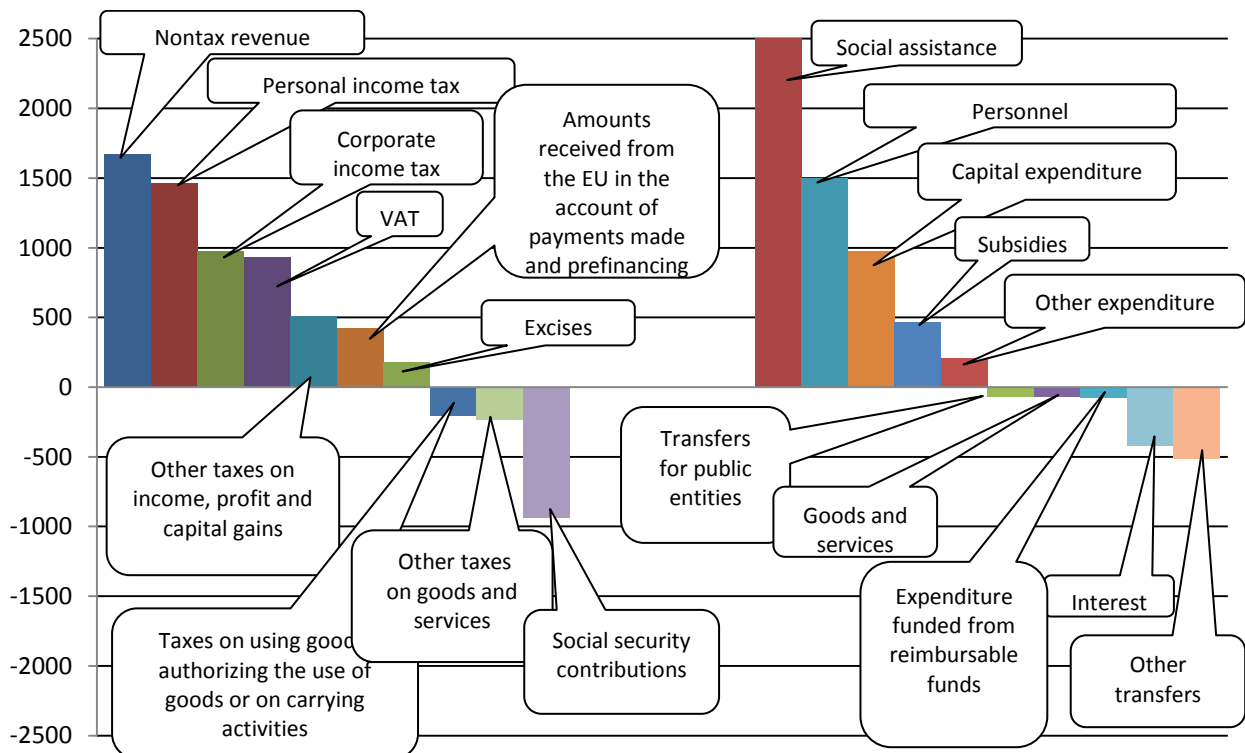 2500
2000
1500
1000
500
0
-500
-1000
-1500
-2000
-2500
Nontax revenue
Personal income tax
Corporate
income tax
VAT
Amounts
received from
the EU in the
account of
payments made
and prefinancing
Excises
Other taxes on
income, profit and
capital gains
Taxes on using good
authorizing the use of
goods or on carrying
activities
Other taxes
on goods and
services
Social security
contributions
Social assistance
Personnel
Capital expenditure
Subsidies
Other expenditure
Transfers
for public
entities
Goods and
services
Expenditure
funded from
reimbursable
funds
Interest
Other
transfers